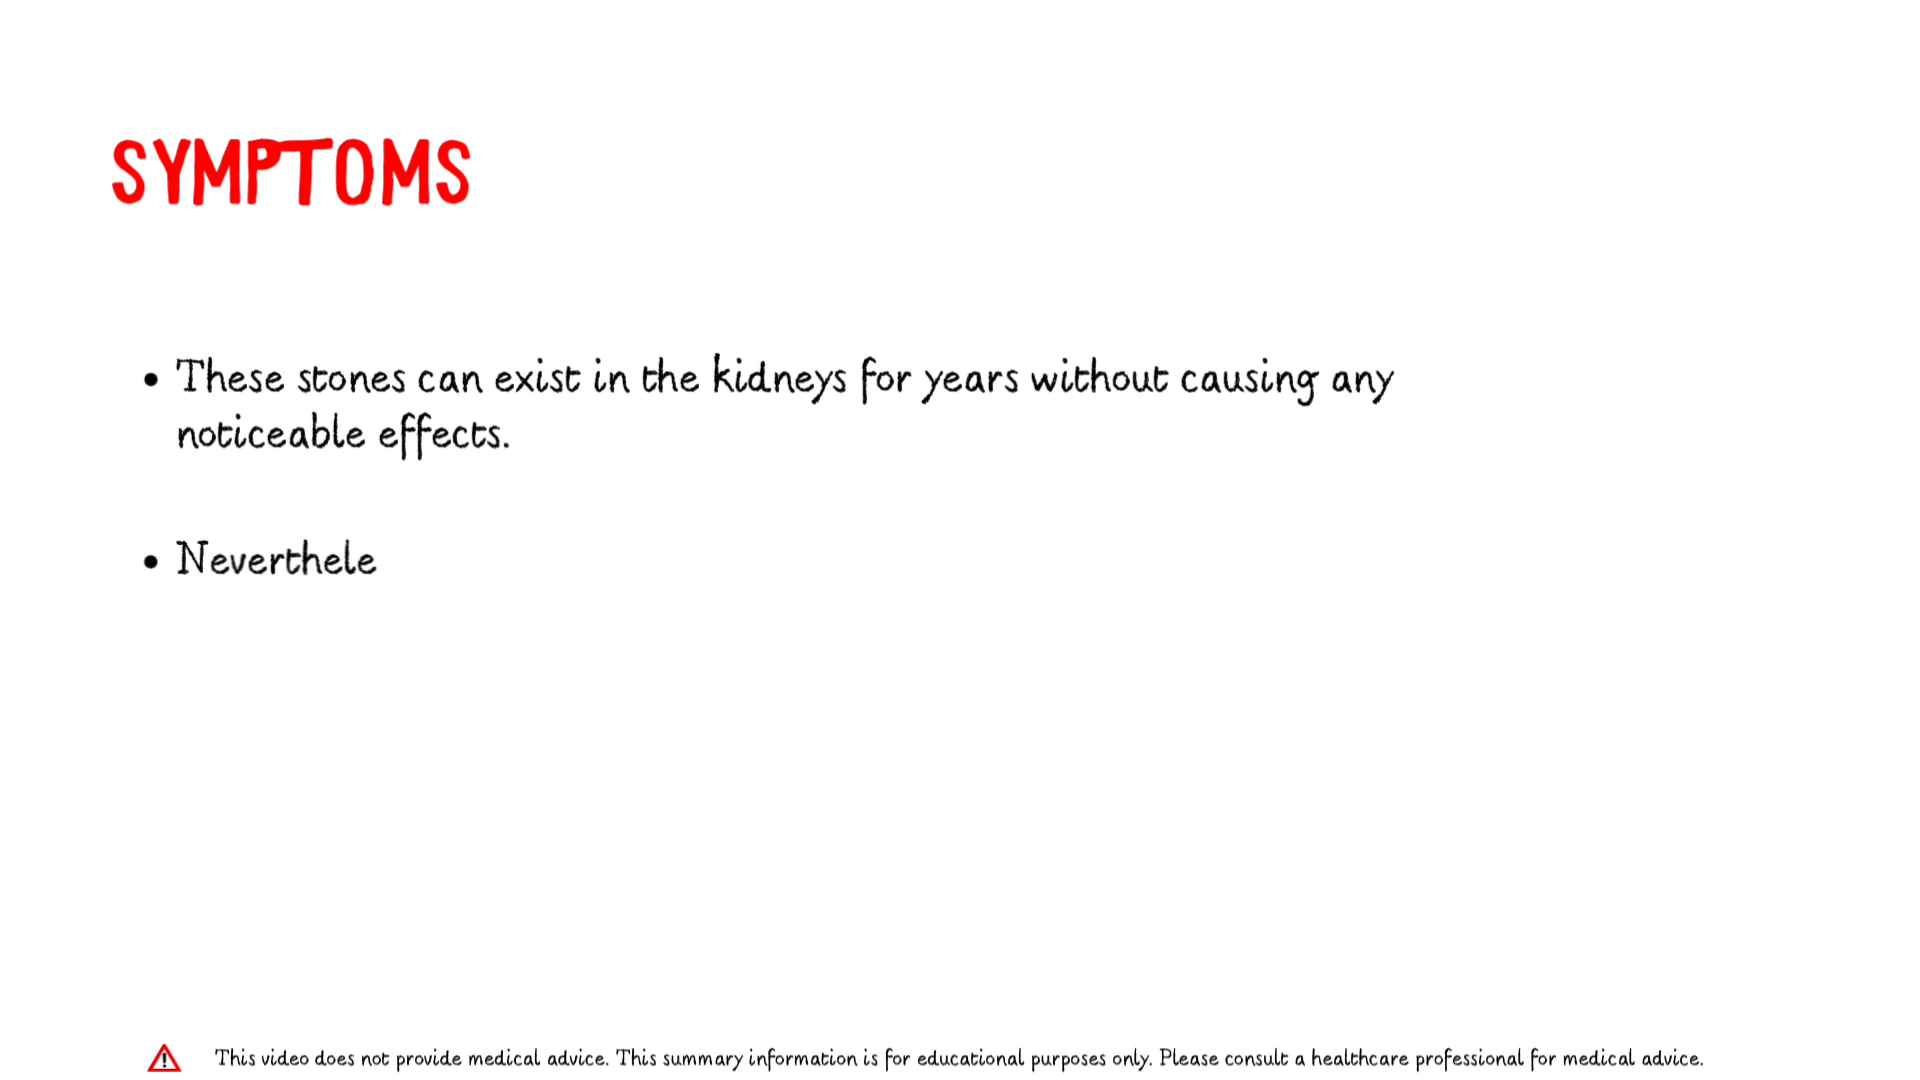 SYMPTOMS
• These stones can exist in the kidneys for years without causing any
noticeable effects.
• Neverthele
This video does not provide medical advice. This summary information is for educational purposes only. Please consult a healthcare professional for medical advice.